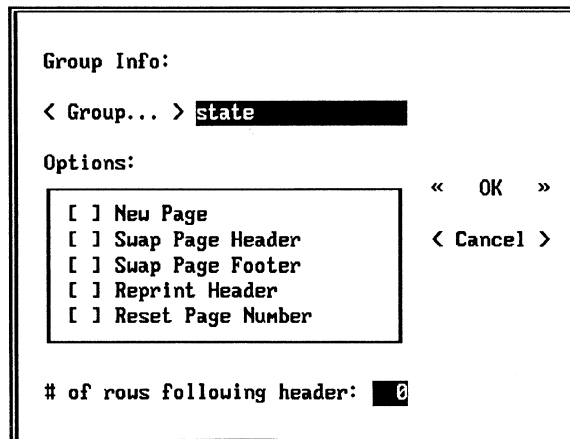 Group Info:
< Group... > state
Options:
[ ] New Page
[ ] Swap Page Header
[ ] Swap Page Footer
[ ] Reprint Header
[ ] Reset Page Number
« OK »
< Cancel >
# of rows following header: 0